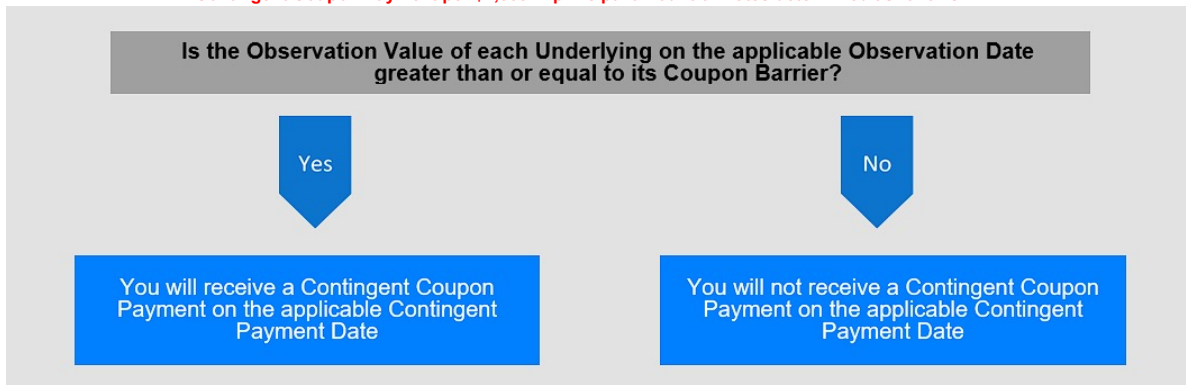 Is the Observation Value of each Underlying on the applicable Observation Date
greater than or equal to its Coupon Barrier?
Yes
No
You will receive a Contingent Coupon
Payment on the applicable Contingent
Payment Date
You will not receive a Contingent Coupon
Payment on the applicable Contingent
Payment Date